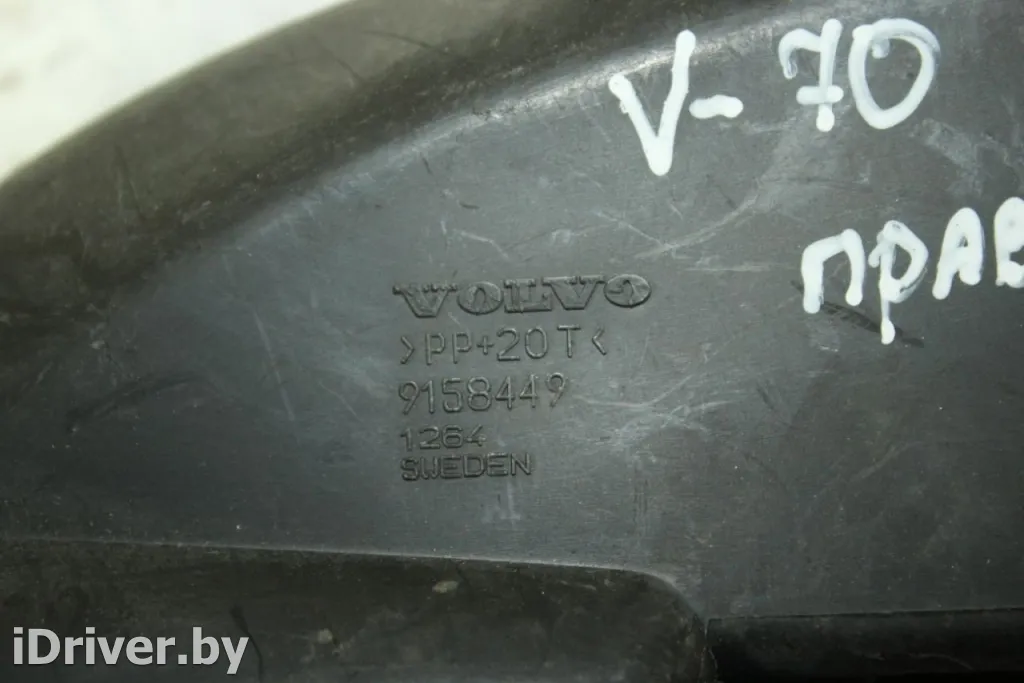 V-70
ПРАВ
VOLVO
>PP+20T<
9158449
1264
SWEDEN
iDriver.by